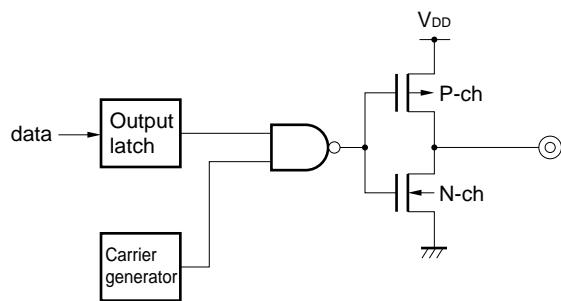 VDD
P-ch
data
Output
latch
N-ch
Carrier
generator